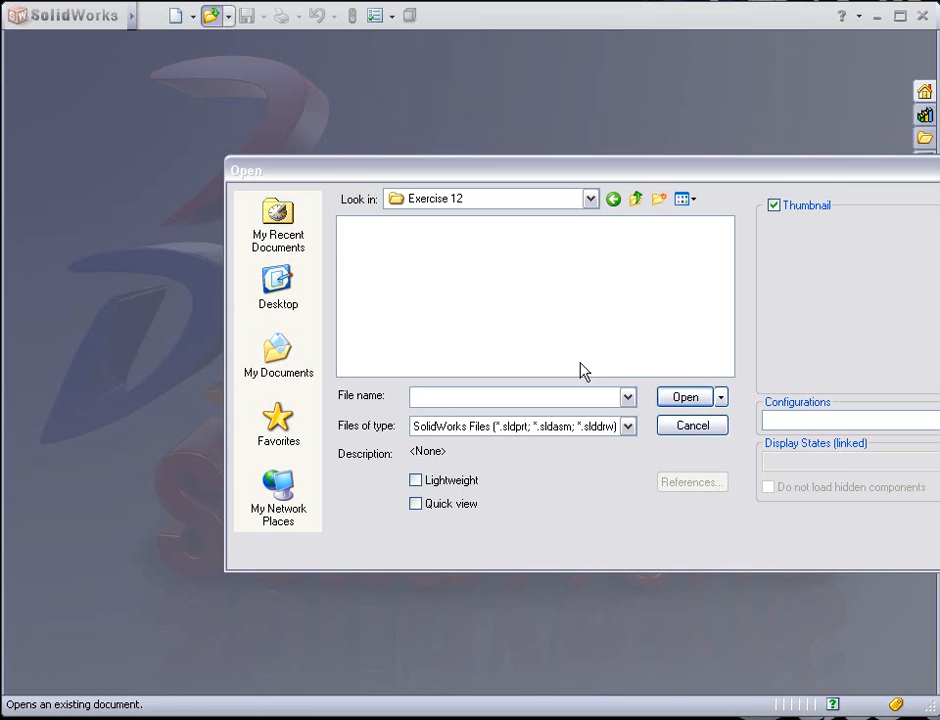 SolidWorks
Open
Look in: Exercise 12
Thumbnail
My Recent
Documents
Desktop
My Documents
Favorites
My Network
Places
File name:
Open
Files of type: SolidWorks Files (*.sldprt; *.sldasm; *.slddrw)
Cancel
Description: <None>
Lightweight
References...
Quick view
Configurations
Display States (linked)
Do not load hidden components
Opens an existing document.